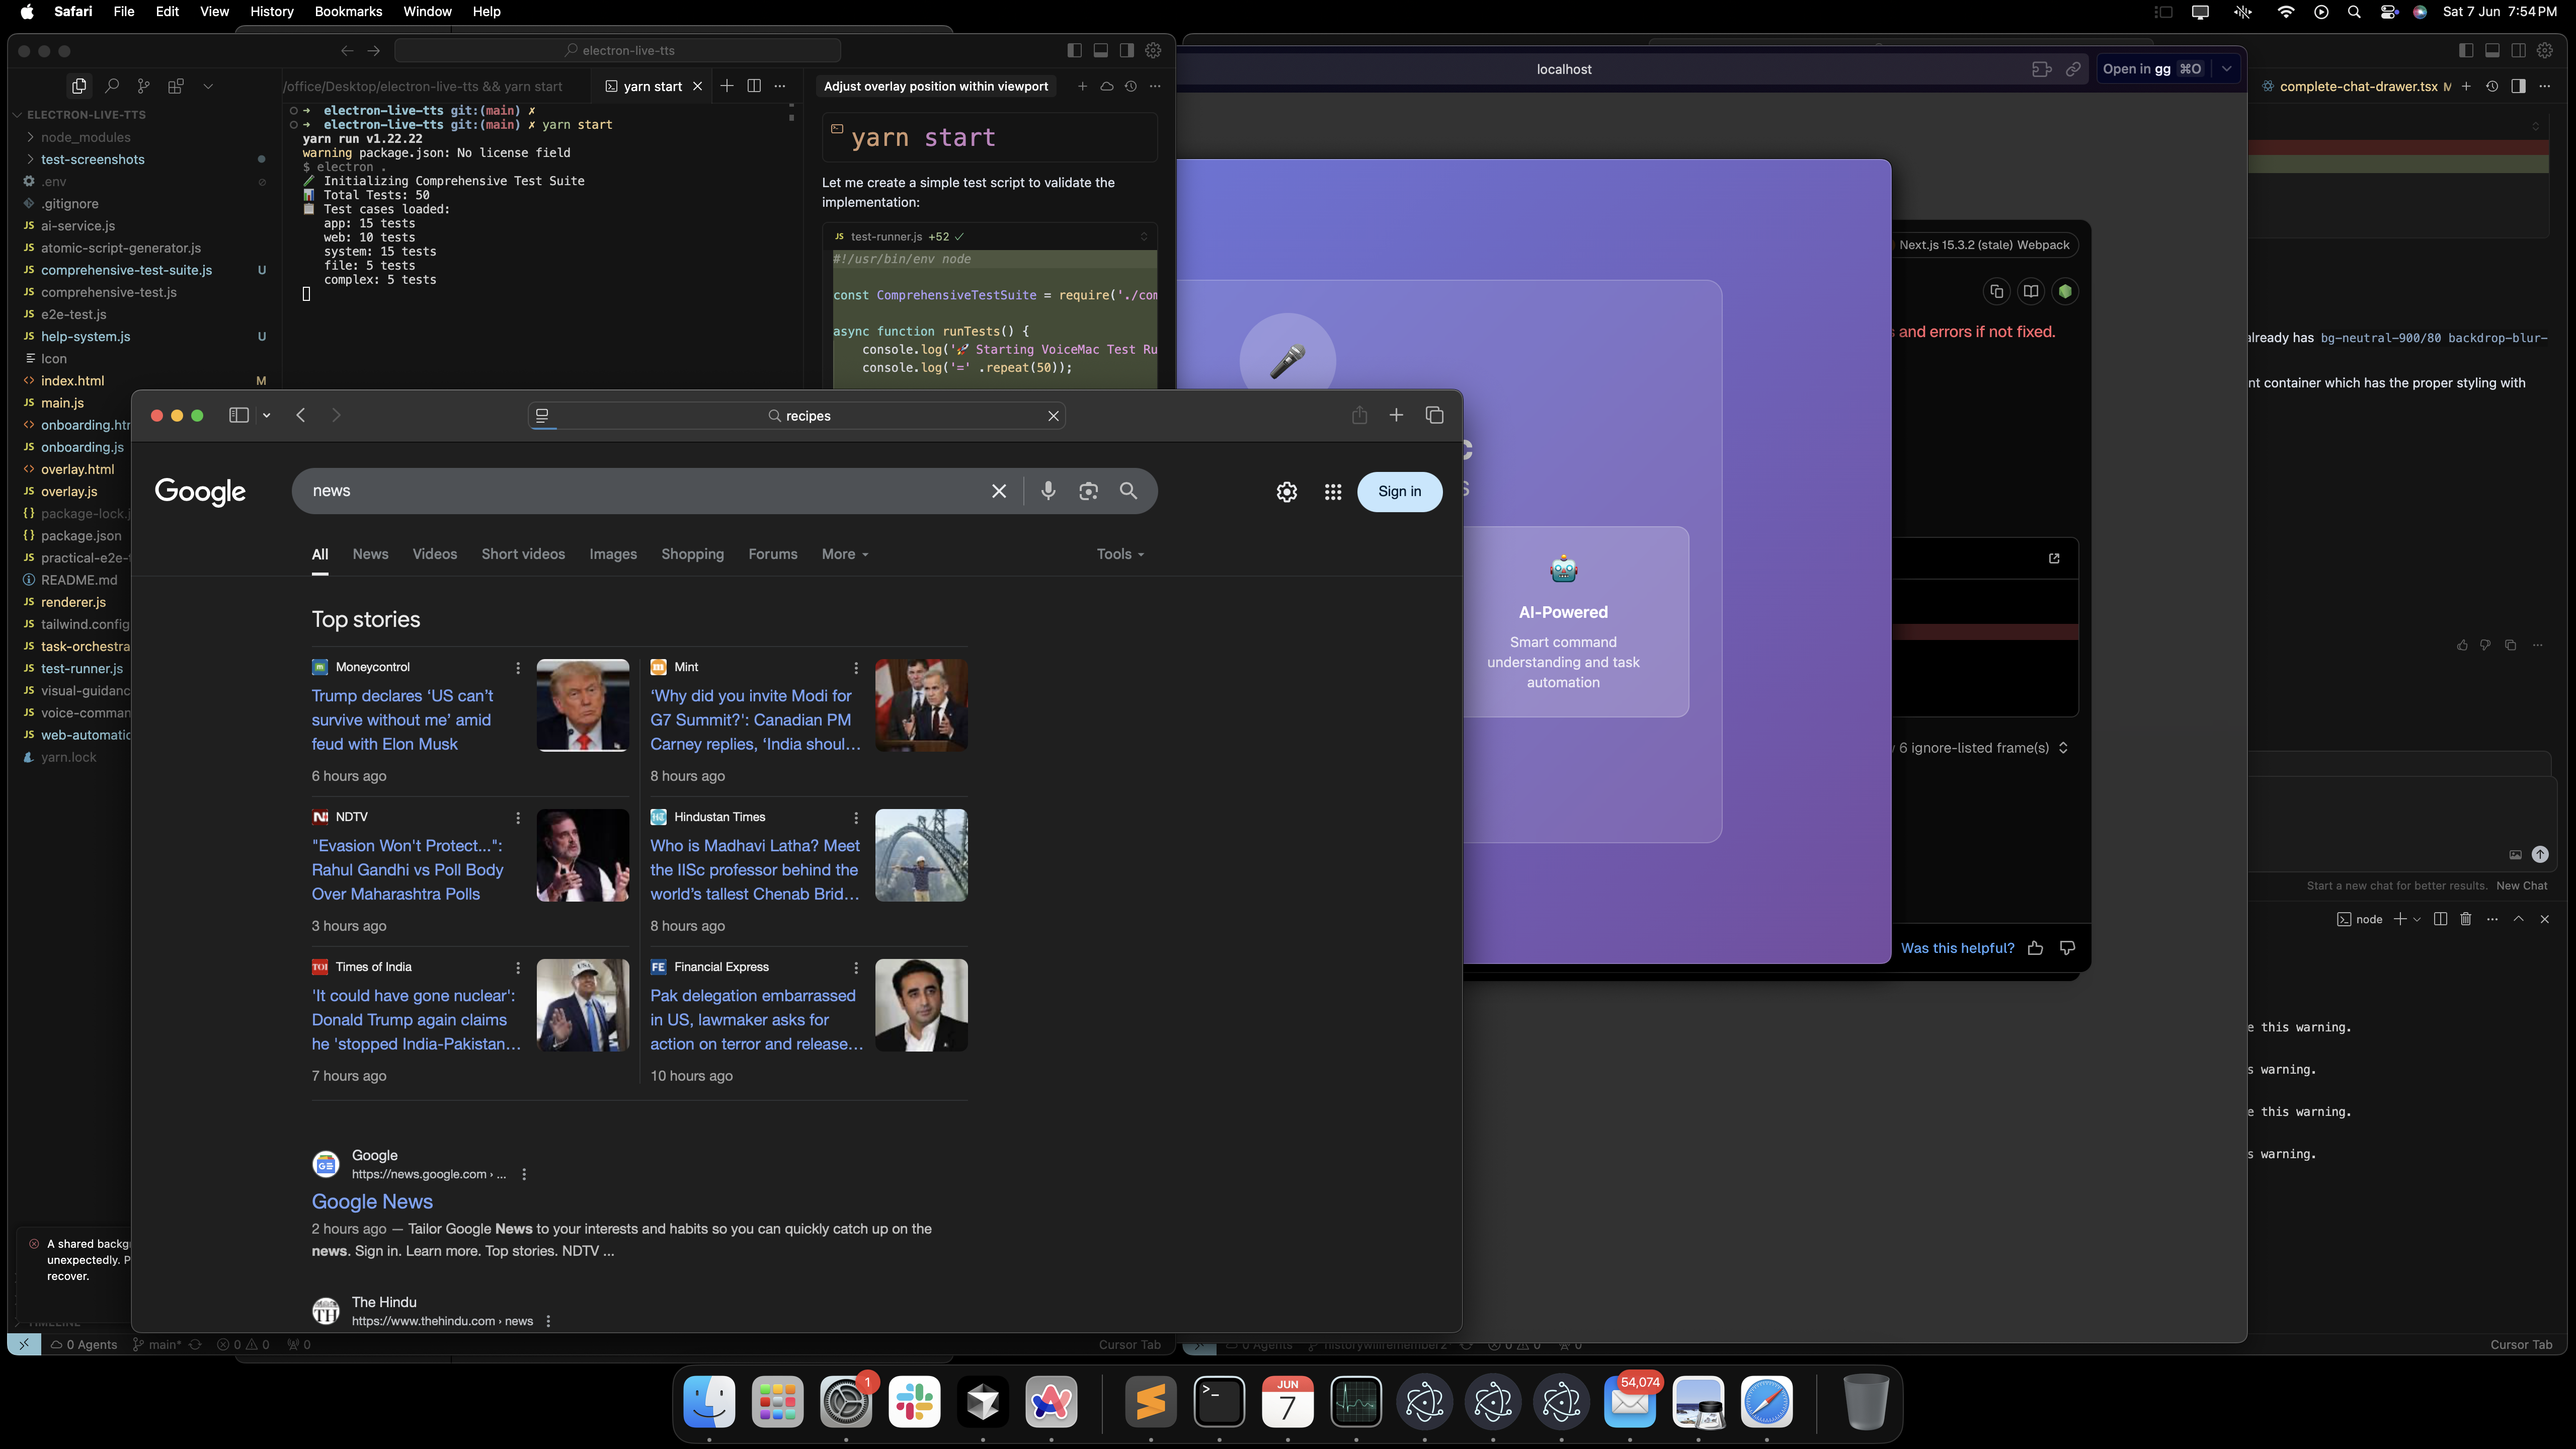 Safari File Edit View History Bookmarks Window Help
Sat 7 Jun 7:54 PM
electron-live-tts
/office/Desktop/electron-live-tts && yarn start
yarn start
ELECTRON-LIVE-TTS
node_modules
test-screenshots
.env
.gitignore
ai-service.js
atomic-script-generator.js
comprehensive-test-suite.js U
comprehensive-test.js
e2e-test.js
help-system.js U
Icon
index.html M
main.js
onboarding.htm
onboarding.js
overlay.html
overlay.js
package-lock.j
package.json
practical-e2e-
README.md
renderer.js
tailwind.config
task-orchestra
test-runner.js
visual-guidanc
voice-comman
web-automatic
yarn.lock
electron-live-tts git:(main) ✗
electron-live-tts git:(main) ✗ yarn start
yarn run v1.22.22
warning package.json: No license field
$ electron .
Initializing Comprehensive Test Suite
Total Tests: 50
Test cases loaded:
app: 15 tests
web: 10 tests
system: 15 tests
file: 5 tests
complex: 5 tests
Adjust overlay position within viewport
yarn start
Let me create a simple test script to validate the
implementation:
JS test-runner.js +52
#!/usr/bin/env node
const ComprehensiveTestSuite = require('./com
async function runTests() {
console.log('🚀 Starting VoiceMac Test Ru
console.log('=' .repeat(50));
localhost
Open in gg ⌘O
complete-chat-drawer.tsx M
Next.js 15.3.2 (stale) Webpack
s and errors if not fixed.
already has bg-neutral-900/80 backdrop-blur-
nt container which has the proper styling with
recipes
Google
news
Sign in
All News Videos Short videos Images Shopping Forums More Tools
Top stories
Moneycontrol
Trump declares ‘US can’t
survive without me’ amid
feud with Elon Musk
6 hours ago
Mint
‘Why did you invite Modi for
G7 Summit?’: Canadian PM
Carney replies, ‘India shoul...
8 hours ago
NDTV
"Evasion Won't Protect...":
Rahul Gandhi vs Poll Body
Over Maharashtra Polls
3 hours ago
Hindustan Times
Who is Madhavi Latha? Meet
the IISc professor behind the
world’s tallest Chenab Brid...
8 hours ago
Times of India
'It could have gone nuclear':
Donald Trump again claims
he 'stopped India-Pakistan...
7 hours ago
Financial Express
Pak delegation embarrassed
in US, lawmaker asks for
action on terror and release...
10 hours ago
Google
https://news.google.com › ...
Google News
2 hours ago — Tailor Google News to your interests and habits so you can quickly catch up on the
news. Sign in. Learn more. Top stories. NDTV ...
The Hindu
https://www.thehindu.com › news
AI-Powered
Smart command
understanding and task
automation
6 ignore-listed frame(s)
Was this helpful?
Start a new chat for better results. New Chat
node
e this warning.
s warning.
e this warning.
s warning.
A shared backg
unexpectedly. P
recover.
TIMELINE
0 Agents main* 0 0 0
Cursor Tab
0 Agents historywillremember2 0 0 0
Cursor Tab
1
JUN
7
54,074